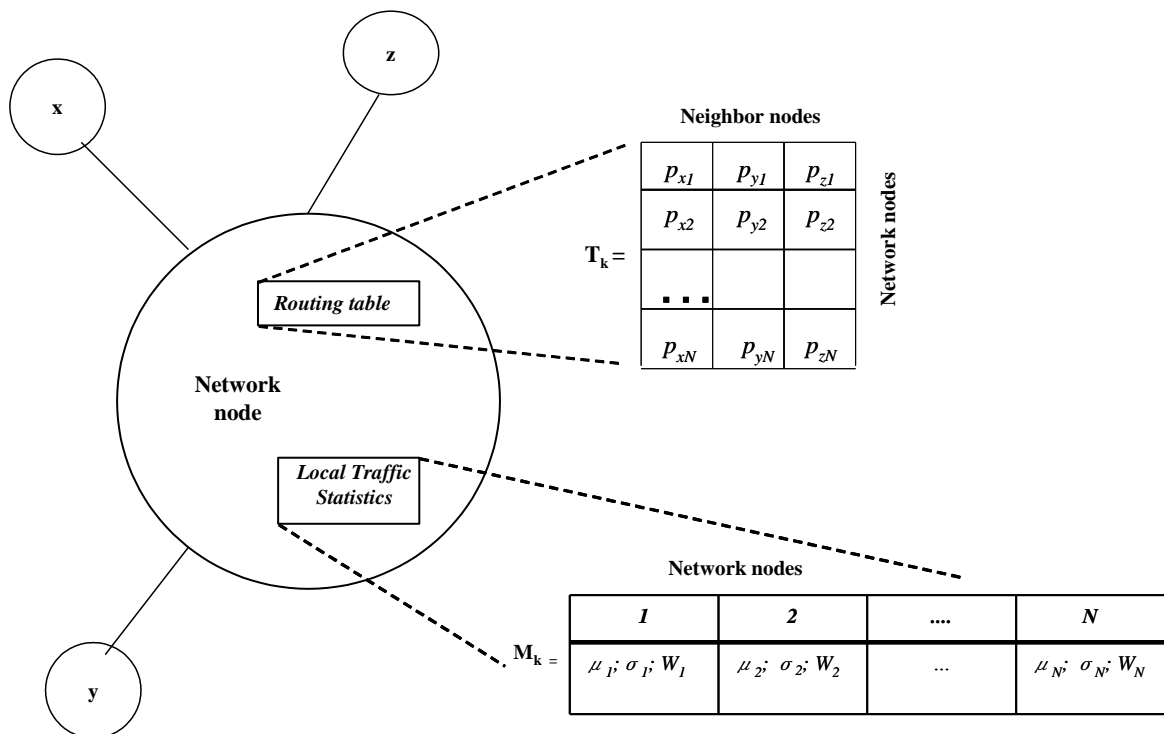 z
x
Neighbor nodes
p_x1 p_y1 p_z1
p_x2 p_y2 p_z2
T_k =
...
p_xN p_yN p_zN
Network nodes
Routing table
Network
node
Local Traffic
Statistics
y
Network nodes
1 2 .... N
M_k =
μ_1; σ_1; W_1 μ_2; σ_2; W_2 ... μ_N; σ_N; W_N